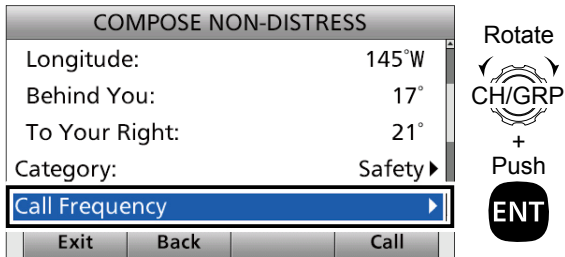 COMPOSE NON-DISTRESS
Longitude: 145°W
Behind You: 17°
To Your Right: 21°
Category: Safety
Call Frequency
Exit Back Call
Rotate
CH/GRP
+
Push
ENT